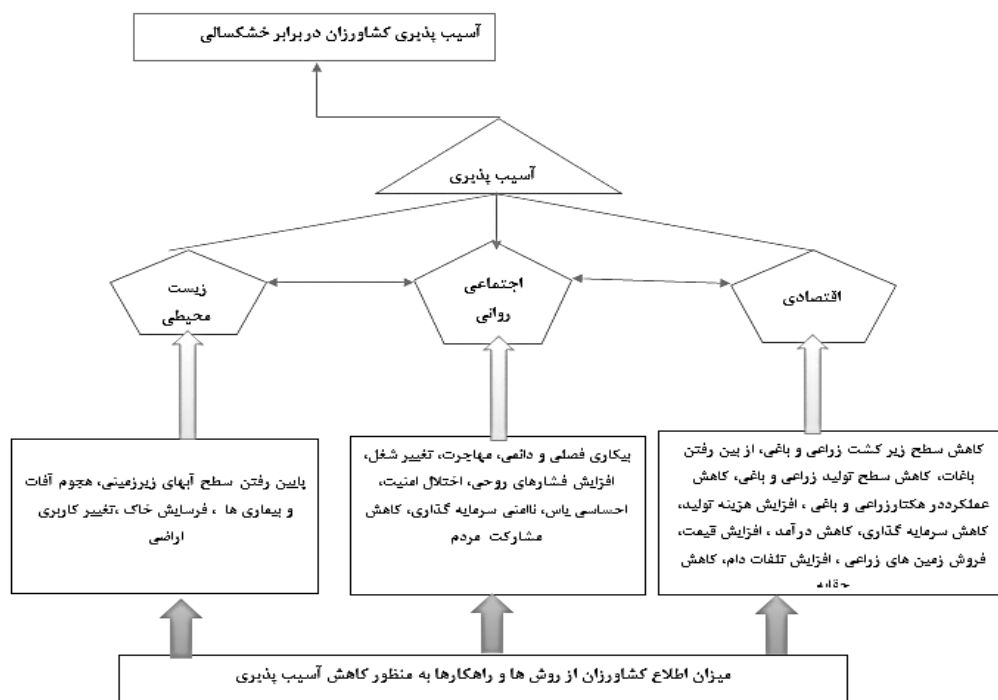 آسیب پذیری کشاورزان دربرابر خشکسالی
آسیب پذیری
زیست
محیطی
اجتماعی
روانی
اقتصادی
پایین رفتن سطح آبهای زیرزمینی، هجوم آفات
و بیماری ها ، فرسایش خاک ،تغییر کاربری
اراضی
بیکاری فصلی و دائمی، مهاجرت، تغییر شغل،
افزایش فشارهای روحی، اختلال امنیت،
احساسی یاس، ناامنی سرمایه گذاری، کاهش
مشارکت مردم
کاهش سطح زیر کشت زراعی و باغی، از بین رفتن
باغات، کاهش سطح تولید زراعی و باغی، کاهش
عملکرددر هکتارزراعی و باغی ، افزایش هزینه تولید،
کاهش سرمایه گذاری، کاهش درآمد ، افزایش قیمت،
فروش زمین های زراعی ، افزایش تلفات دام، کاهش
میزان اطلاع کشاورزان از روش ها و راهکارها به منظور کاهش آسیب پذیری